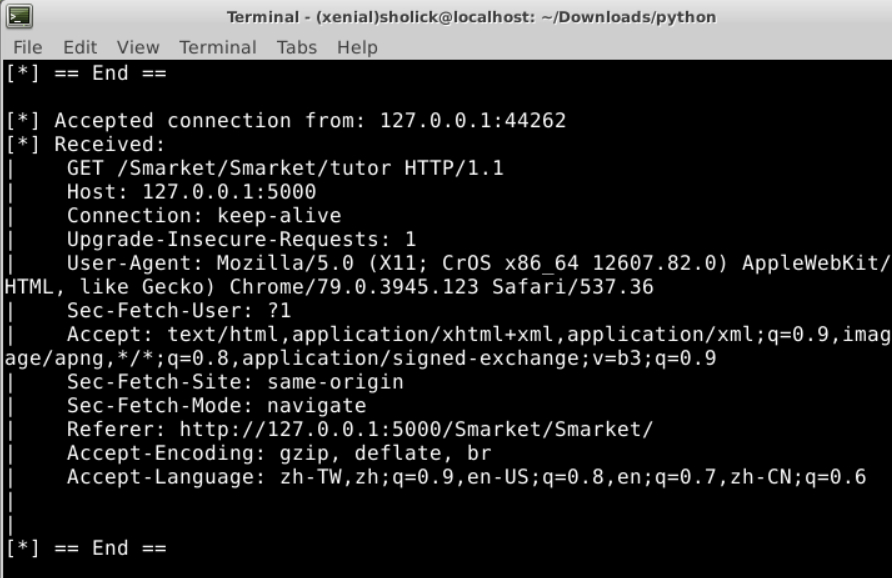 Terminal - (xenial)sholick@localhost: ~/Downloads/python
File Edit View Terminal Tabs Help
[*] == End ==
[*] Accepted connection from: 127.0.0.1:44262
[*] Received:
|    GET /Smarket/Smarket/tutor HTTP/1.1
|    Host: 127.0.0.1:5000
|    Connection: keep-alive
|    Upgrade-Insecure-Requests: 1
|    User-Agent: Mozilla/5.0 (X11; CrOS x86_64 12607.82.0) AppleWebKit/
HTML, like Gecko) Chrome/79.0.3945.123 Safari/537.36
|    Sec-Fetch-User: ?1
|    Accept: text/html,application/xhtml+xml,application/xml;q=0.9,imag
age/apng,*/*;q=0.8,application/signed-exchange;v=b3;q=0.9
|    Sec-Fetch-Site: same-origin
|    Sec-Fetch-Mode: navigate
|    Referer: http://127.0.0.1:5000/Smarket/Smarket/
|    Accept-Encoding: gzip, deflate, br
|    Accept-Language: zh-TW,zh;q=0.9,en-US;q=0.8,en;q=0.7,zh-CN;q=0.6
|
|
[*] == End ==